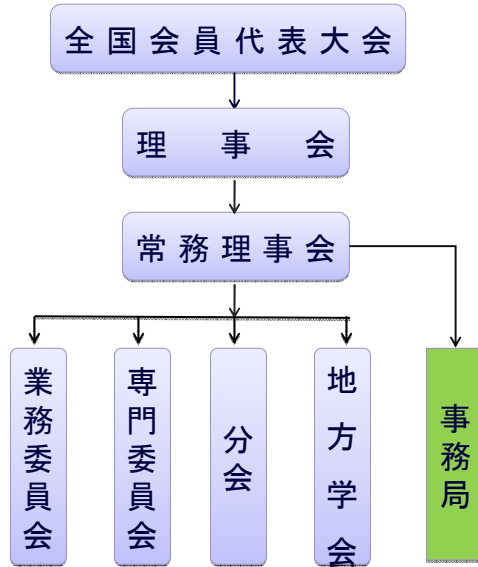 全国会員代表大会
理事会
常務理事会
業務委員会
専門委員会
分会
地方学会
事務局